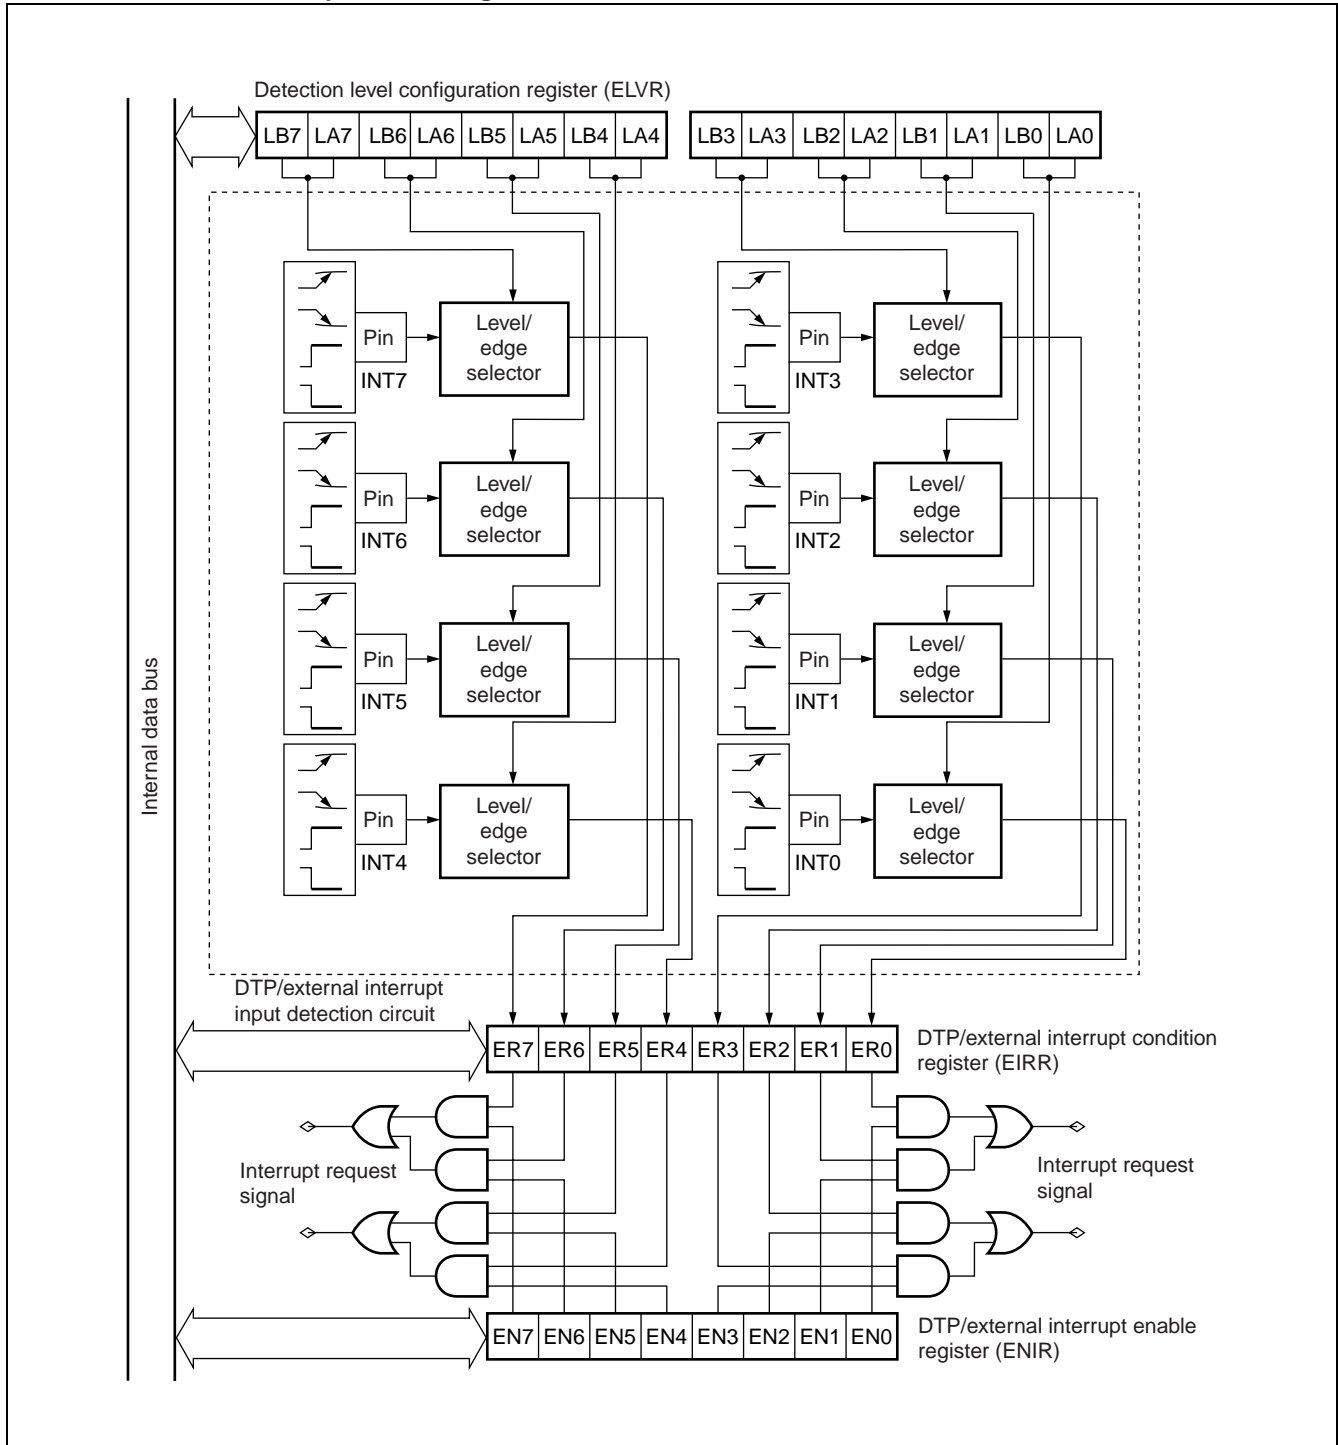 Detection level configuration register (ELVR)
LB7 LA7 LB6 LA6 LB5 LA5 LB4 LA4
LB3 LA3 LB2 LA2 LB1 LA1 LB0 LA0
Pin
INT7
Level/
edge
selector
Pin
INT3
Level/
edge
selector
Pin
INT6
Level/
edge
selector
Pin
INT2
Level/
edge
selector
Pin
INT5
Level/
edge
selector
Pin
INT1
Level/
edge
selector
Pin
INT4
Level/
edge
selector
Pin
INT0
Level/
edge
selector
Internal data bus
DTP/external interrupt
input detection circuit
ER7 ER6 ER5 ER4 ER3 ER2 ER1 ER0
DTP/external interrupt condition
register (EIRR)
Interrupt request
signal
Interrupt request
signal
EN7 EN6 EN5 EN4 EN3 EN2 EN1 EN0
DTP/external interrupt enable
register (ENIR)